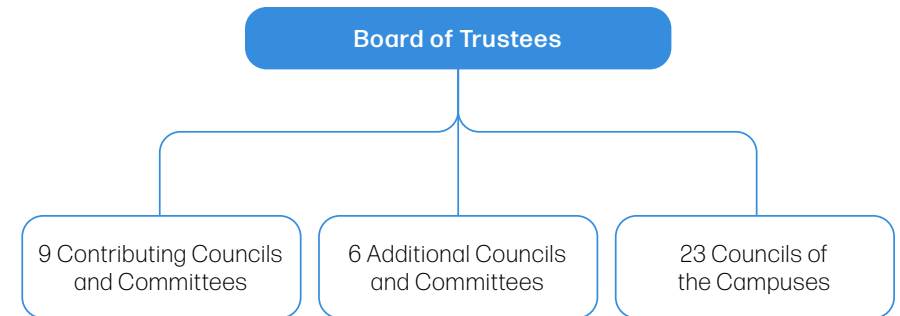 Board of Trustees
9 Contributing Councils
and Committees
6 Additional Councils
and Committees
23 Councils of
the Campuses